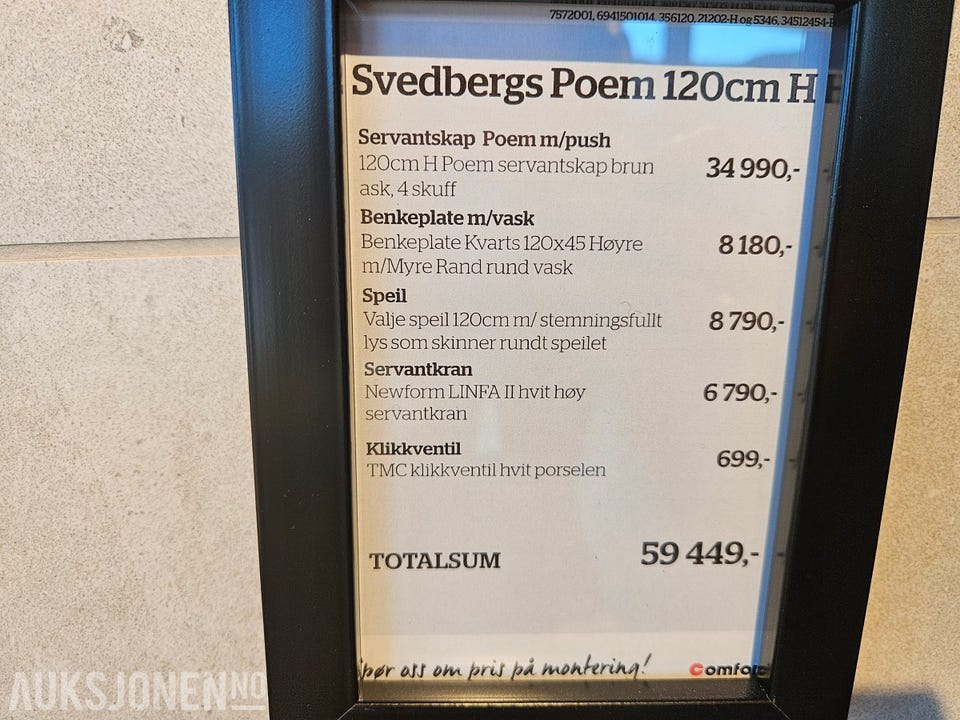 7572001, 6941501014, 356120, 21202-H og 5346, 34512454-
Svedbergs Poem 120cm H
Servantskap Poem m/push
120cm H Poem servantskap brun 34 990,-
ask, 4 skuff
Benkeplate m/vask
Benkeplate Kvarts 120x45 Høyre 8 180,-
m/Myre Rand rund vask
Speil
Valje speil 120cm m/ stemningsfullt 8 790,-
lys som skinner rundt speilet
Servantkran
Newform LINFA II hvit høy 6 790,-
servantkran
Klikkventil 699,-
TMC klikkventil hvit porselen
TOTALSUM 59 449,-
pør oss om pris på montering! Comfort
AUKSJONEN.NO